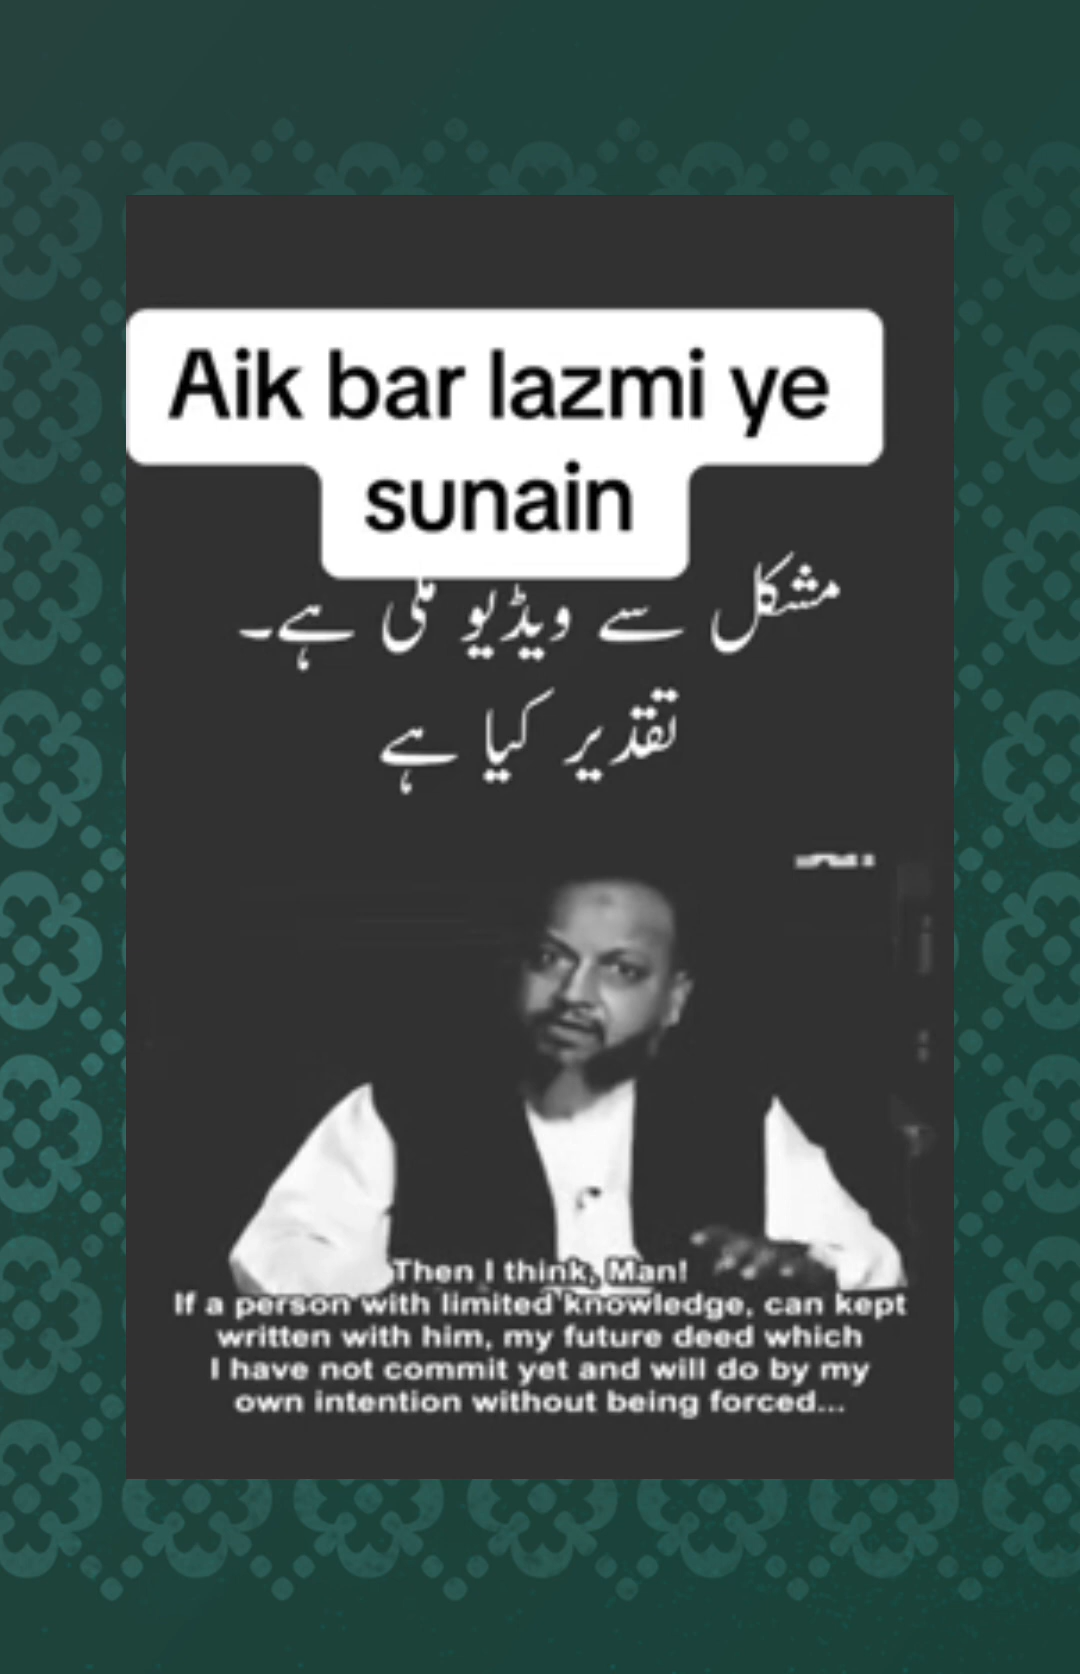 Aik bar lazmi ye
sunain
مشکل سے ویڈیو ملی ہے۔
تقدیر کیا ہے
Then I think, Man!
If a person with limited knowledge, can kept
written with him, my future deed which
I have not commit yet and will do by my
own intention without being forced...